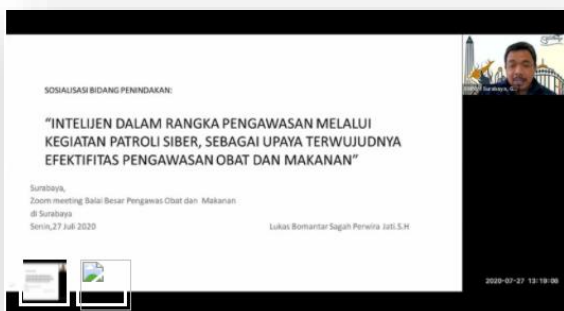 SOSIALISASI BIDANG PENINDAKAN:
"INTELIJEN DALAM RANGKA PENGAWASAN MELALUI
KEGIATAN PATROLI SIBER, SEBAGAI UPAYA TERWUJUDNYA
EFEKTIFITAS PENGAWASAN OBAT DAN MAKANAN"
Surabaya,
Zoom meeting Balai Besar Pengawas Obat dan Makanan
di Surabaya
Senin,27 Juli 2020
Lukas Bomantar Sagah Perwira Jati.S.H
Surabaya,
2020-07-27 13:19:06